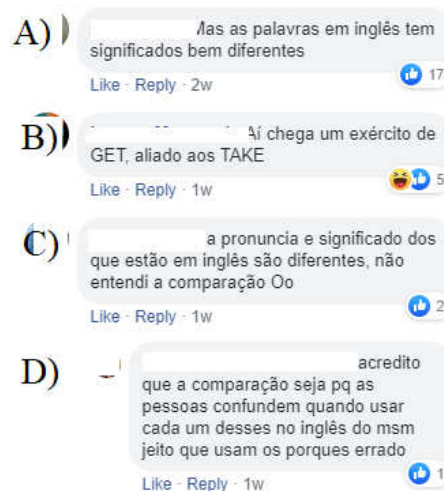 A)
Mas as palavras em inglês tem
significados bem diferentes
Like · Reply · 2w
17
B)
Aí chega um exército de
GET, aliado aos TAKE
Like · Reply · 1w
5
C)
a pronuncia e significado dos
que estão em inglês são diferentes, não
entendi a comparação Oo
Like · Reply · 1w
2
D)
acredito
que a comparação seja pq as
pessoas confundem quando usar
cada um desses no inglês do msm
jeito que usam os porques errado
Like · Reply · 1w
1